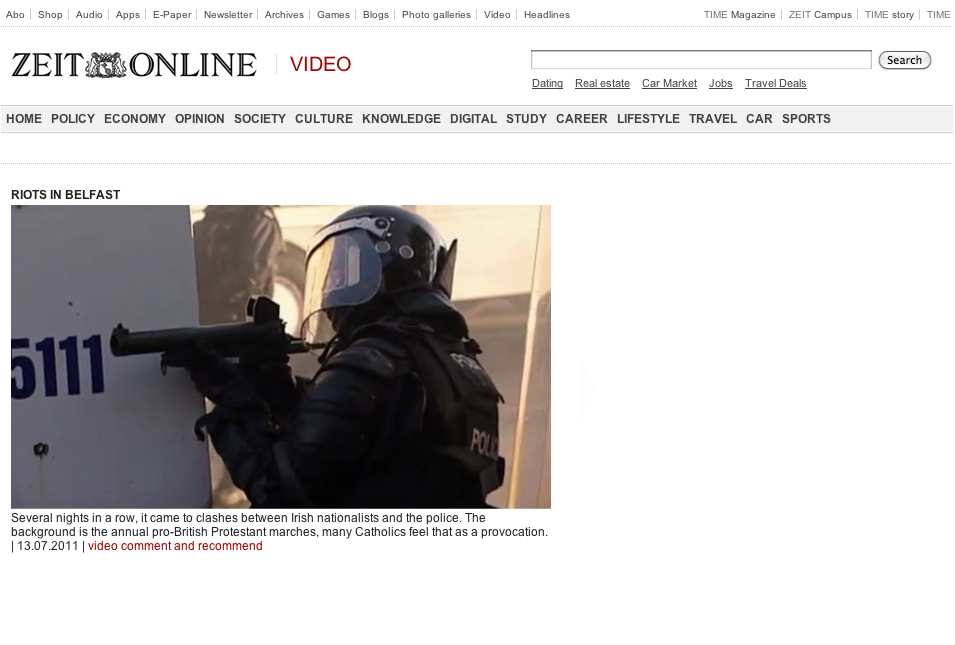 Abo Shop Audio Apps E-Paper Newsletter Archives Games Blogs Photo galleries Video Headlines TIME Magazine ZEIT Campus TIME story TIME
ZEIT ONLINE VIDEO
Search
Dating Real estate Car Market Jobs Travel Deals
HOME POLICY ECONOMY OPINION SOCIETY CULTURE KNOWLEDGE DIGITAL STUDY CAREER LIFESTYLE TRAVEL CAR SPORTS
RIOTS IN BELFAST
5111
POLICE
Several nights in a row, it came to clashes between Irish nationalists and the police. The
background is the annual pro-British Protestant marches, many Catholics feel that as a provocation.
| 13.07.2011 | video comment and recommend